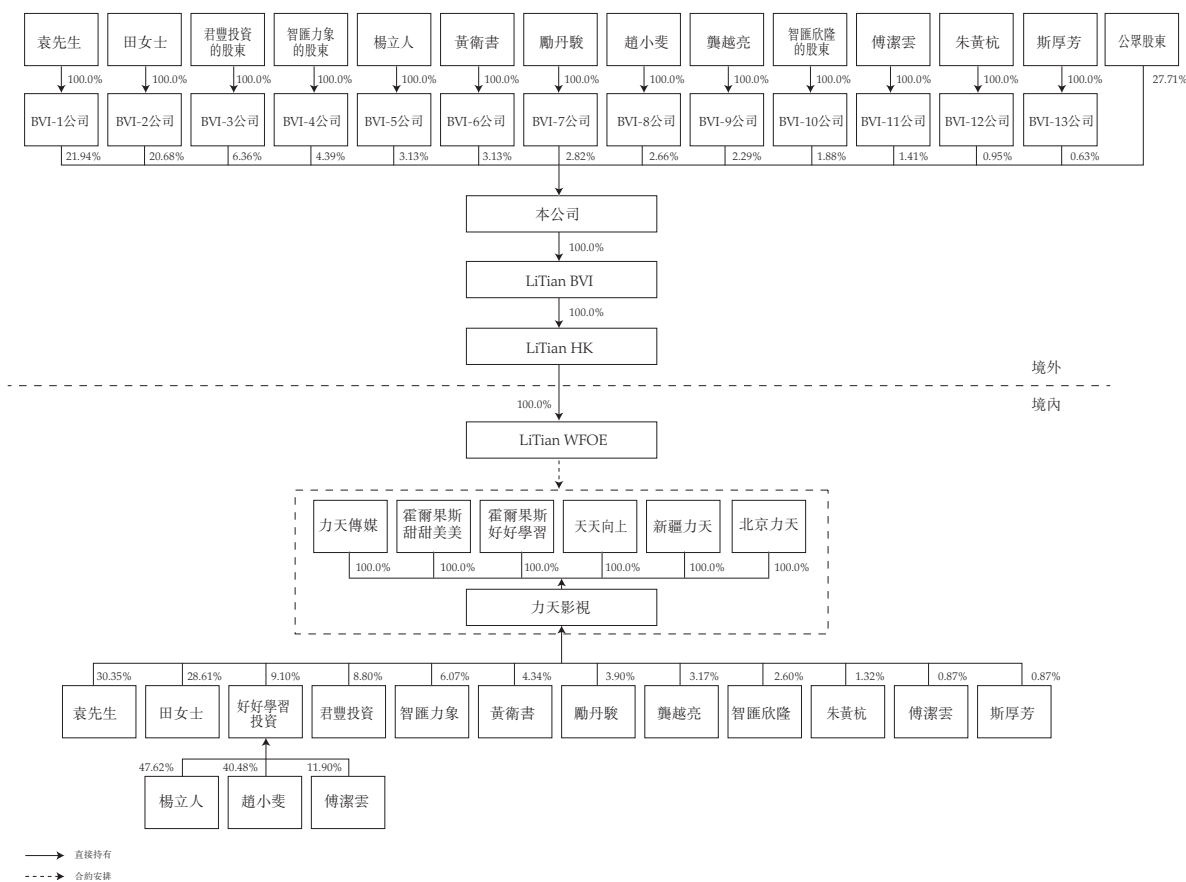 袁先生
田女士
君豐投資
的股東
智匯力象
的股東
楊立人
黃衛書
勵丹駿
趙小斐
龔越亮
智匯欣隆
的股東
傅潔雲
朱黃杭
斯厚芳
公眾股東
100.0%
100.0%
100.0%
100.0%
100.0%
100.0%
100.0%
100.0%
100.0%
100.0%
100.0%
100.0%
100.0%
27.71%
BVI-1公司
BVI-2公司
BVI-3公司
BVI-4公司
BVI-5公司
BVI-6公司
BVI-7公司
BVI-8公司
BVI-9公司
BVI-10公司
BVI-11公司
BVI-12公司
BVI-13公司
21.94%
20.68%
6.36%
4.39%
3.13%
3.13%
2.82%
2.66%
2.29%
1.88%
1.41%
0.95%
0.63%
本公司
100.0%
LiTian BVI
100.0%
LiTian HK
境外
境內
100.0%
LiTian WFOE
力天傳媒
霍爾果斯
甜甜美美
霍爾果斯
好好學習
天天向上
新疆力天
北京力天
100.0%
100.0%
100.0%
100.0%
100.0%
100.0%
力天影視
30.35%
28.61%
9.10%
8.80%
6.07%
4.34%
3.90%
3.17%
2.60%
1.32%
0.87%
0.87%
袁先生
田女士
好好學習
投資
君豐投資
智匯力象
黃衛書
勵丹駿
龔越亮
智匯欣隆
朱黃杭
傅潔雲
斯厚芳
47.62%
40.48%
11.90%
楊立人
趙小斐
傅潔雲
直接持有
合約安排